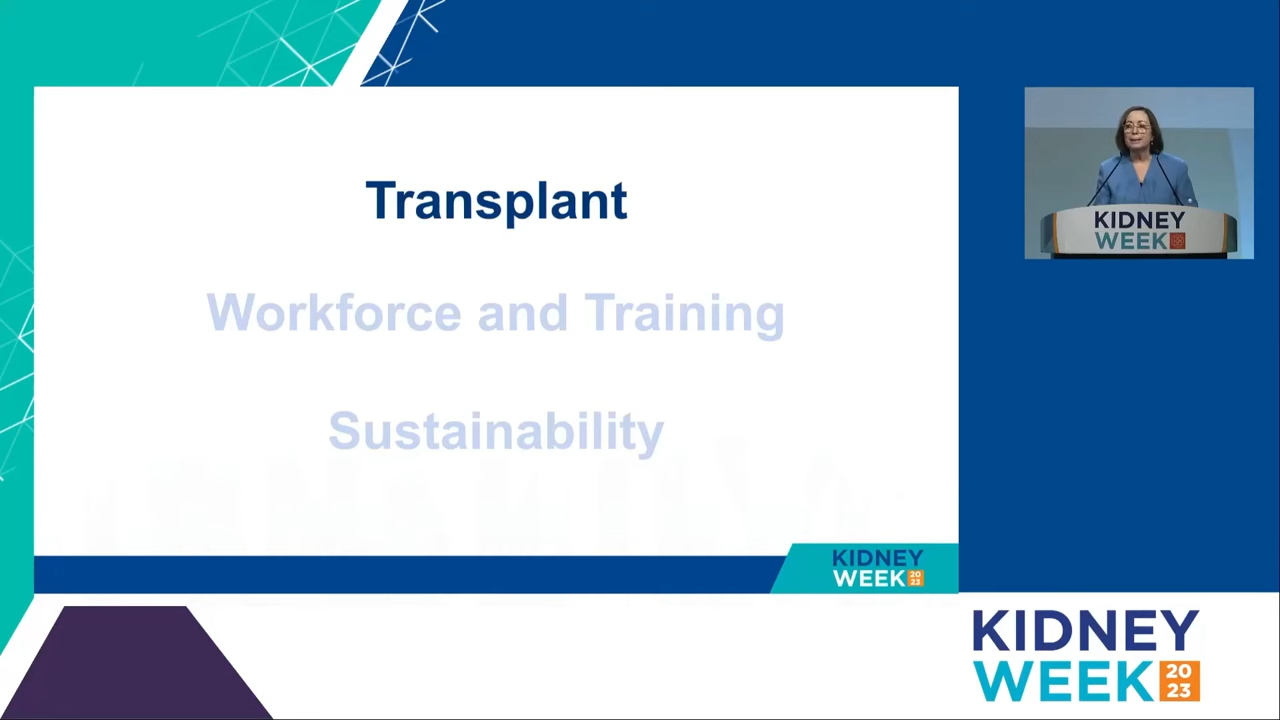 Transplant
Workforce and Training
Sustainability
KIDNEY
WEEK 20 23
KIDNEY
WEEK
KIDNEY
WEEK 20 23